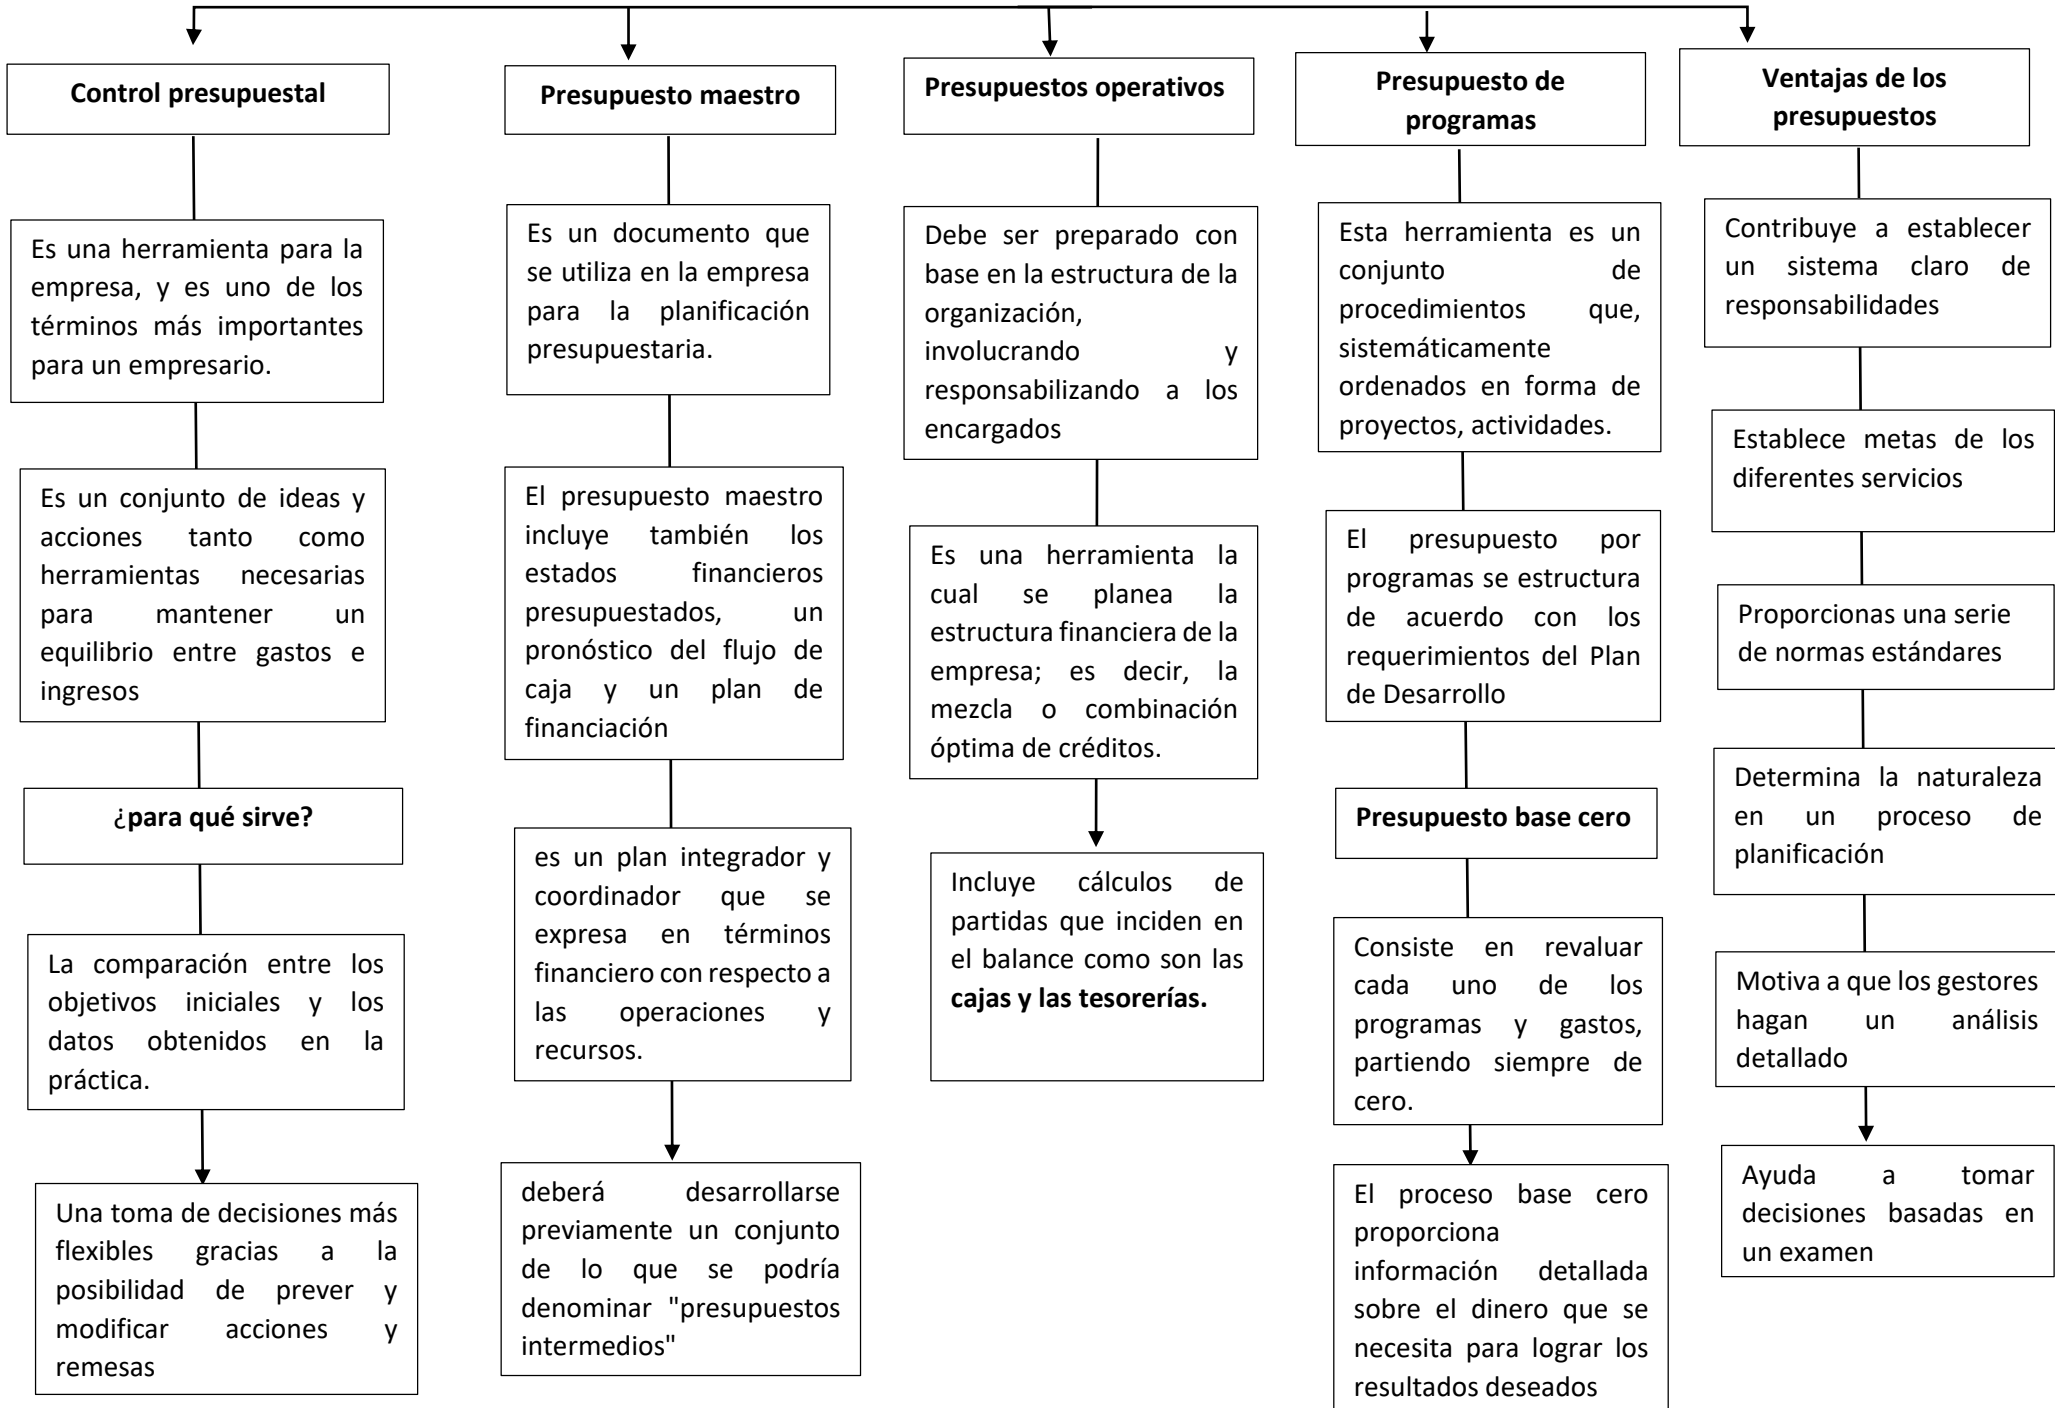 Control presupuestal
Es una herramienta para la
empresa, y es uno de los
términos más importantes
para un empresario.
Es un conjunto de ideas y
acciones tanto como
herramientas necesarias
para mantener un
equilibrio entre gastos e
ingresos
¿para qué sirve?
La comparación entre los
objetivos iniciales y los
datos obtenidos en la
práctica.
Una toma de decisiones más
flexibles gracias a la
posibilidad de prever y
modificar acciones y
remesas
Presupuesto maestro
Es un documento que
se utiliza en la empresa
para la planificación
presupuestaria.
El presupuesto maestro
incluye también los
estados financieros
presupuestados, un
pronóstico del flujo de
caja y un plan de
financiación
es un plan integrador y
coordinador que se
expresa en términos
financiero con respecto a
las operaciones y
recursos.
deberá desarrollarse
previamente un conjunto
de lo que se podría
denominar "presupuestos
intermedios"
Presupuestos operativos
Debe ser preparado con
base en la estructura de la
organización,
involucrando y
responsabilizando a los
encargados
Es una herramienta la
cual se planea la
estructura financiera de la
empresa; es decir, la
mezcla o combinación
óptima de créditos.
Incluye cálculos de
partidas que inciden en
el balance como son las
cajas y las tesorerías.
Presupuesto de
programas
Esta herramienta es un
conjunto de
procedimientos que,
sistemáticamente
ordenados en forma de
proyectos, actividades.
El presupuesto por
programas se estructura
de acuerdo con los
requerimientos del Plan
de Desarrollo
Presupuesto base cero
Consiste en revaluar
cada uno de los
programas y gastos,
partiendo siempre de
cero.
El proceso base cero
proporciona
información detallada
sobre el dinero que se
necesita para lograr los
resultados deseados
Ventajas de los
presupuestos
Contribuye a establecer
un sistema claro de
responsabilidades
Establece metas de los
diferentes servicios
Proporcionas una serie
de normas estándares
Determina la naturaleza
en un proceso de
planificación
Motiva a que los gestores
hagan un análisis
detallado
Ayuda a tomar
decisiones basadas en
un examen